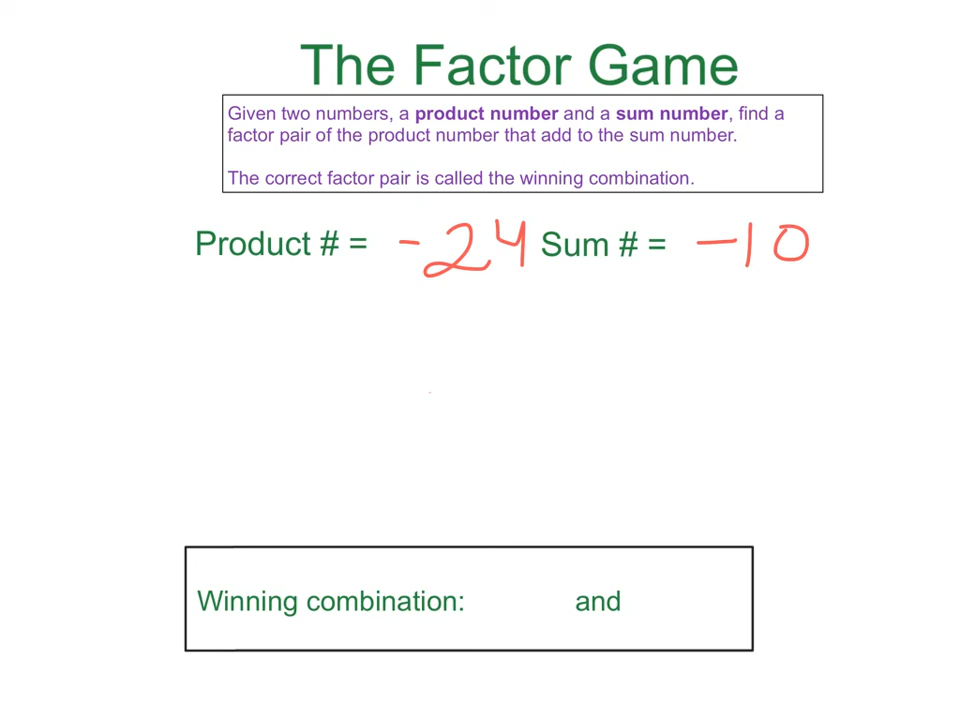 The Factor Game
Given two numbers, a product number and a sum number, find a
factor pair of the product number that add to the sum number.
The correct factor pair is called the winning combination.
Product # = -24 Sum # = -10
Winning combination: and